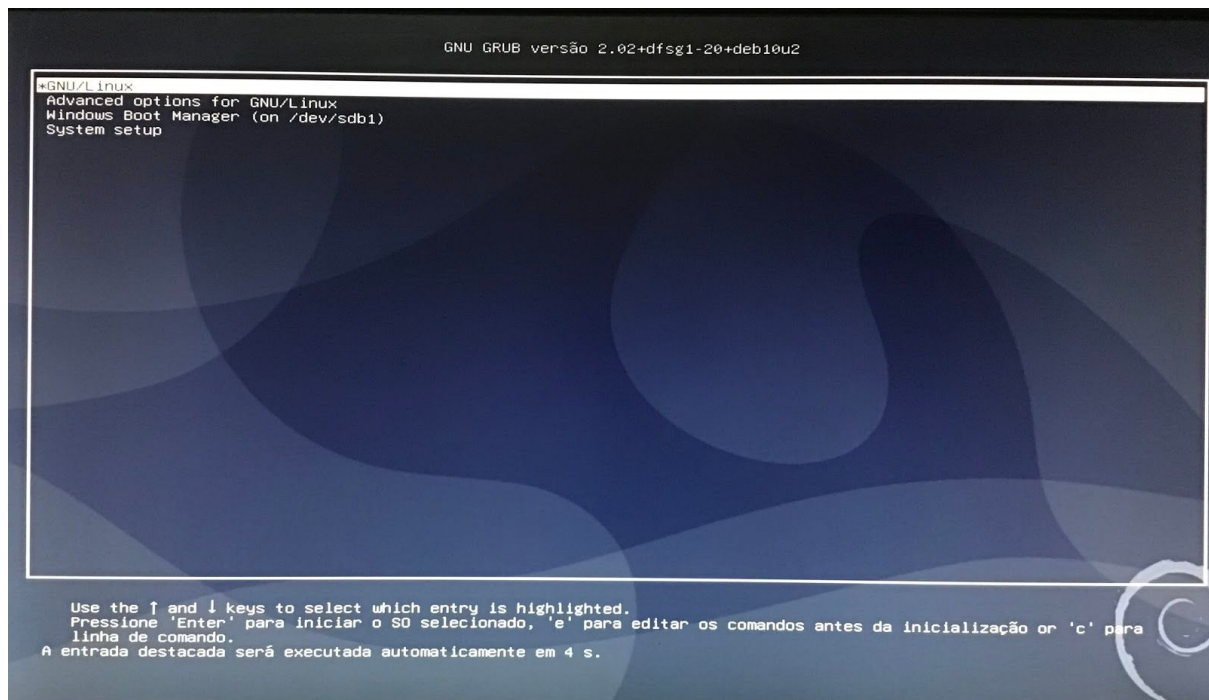 GNU GRUB versão 2.02+dfsg1-20+deb10u2
*GNU/Linux
Advanced options for GNU/Linux
Windows Boot Manager (on /dev/sdb1)
System setup
Use the ↑ and ↓ keys to select which entry is highlighted.
Pressione 'Enter' para iniciar o SO selecionado, 'e' para editar os comandos antes da inicialização or 'c' para
linha de comando.
A entrada destacada será executada automaticamente em 4 s.